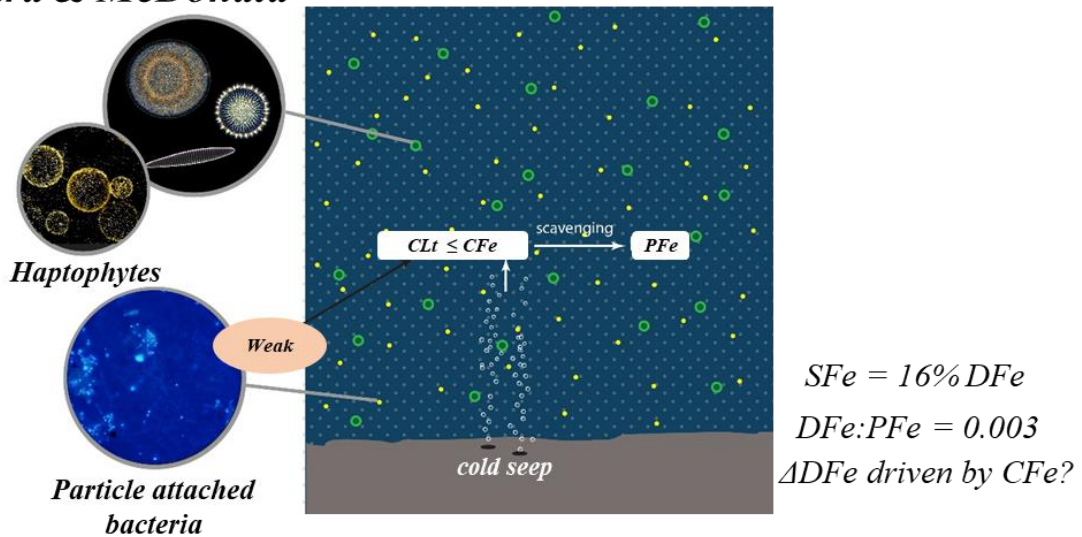 & McDonald
Haptophytes
scavenging
CLt ≤ CFe
PFe
Weak
cold seep
Particle attached
bacteria
SFe = 16% DFe
DFe:PFe = 0.003
ΔDFe driven by CFe?